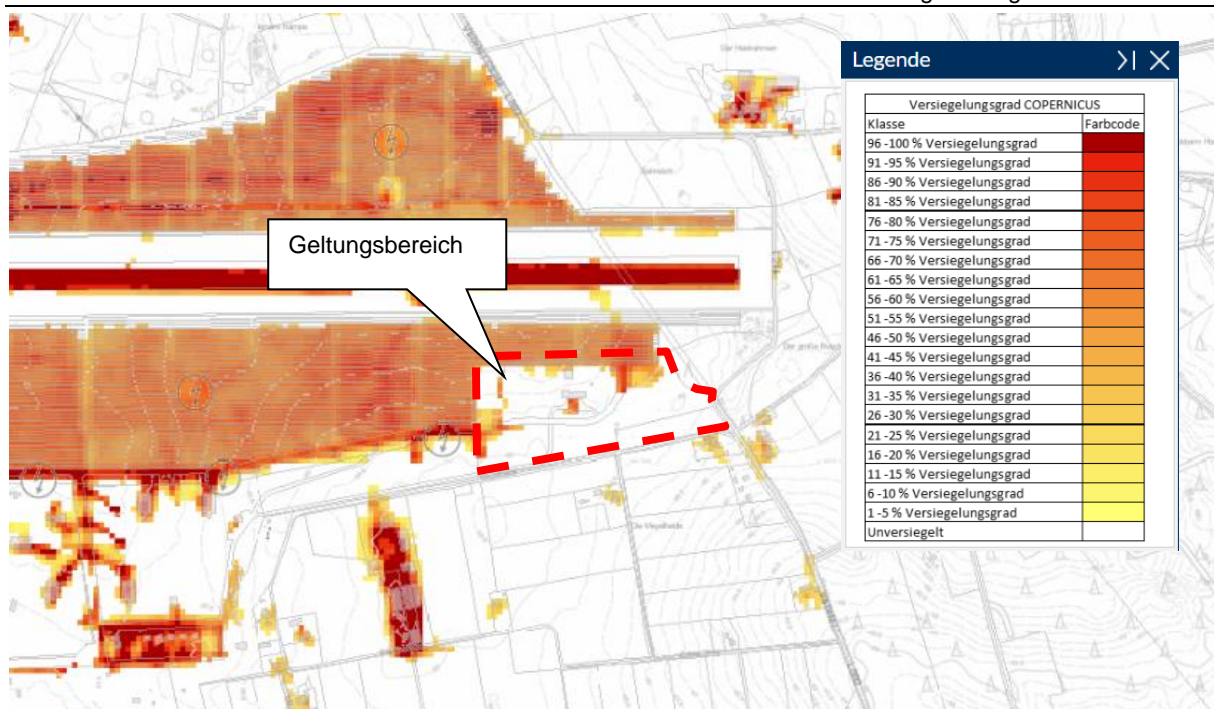 Geltungsbereich
Legende
Versiegelungsgrad COPERNICUS
Klasse Farbcode
96 -100 % Versiegelungsgrad
91 -95 % Versiegelungsgrad
86 -90 % Versiegelungsgrad
81 -85 % Versiegelungsgrad
76 -80 % Versiegelungsgrad
71 -75 % Versiegelungsgrad
66 -70 % Versiegelungsgrad
61 -65 % Versiegelungsgrad
56 -60 % Versiegelungsgrad
51 -55 % Versiegelungsgrad
46 -50 % Versiegelungsgrad
41 -45 % Versiegelungsgrad
36 -40 % Versiegelungsgrad
31 -35 % Versiegelungsgrad
26 -30 % Versiegelungsgrad
21 -25 % Versiegelungsgrad
16 -20 % Versiegelungsgrad
11 -15 % Versiegelungsgrad
6 -10 % Versiegelungsgrad
1 -5 % Versiegelungsgrad
Unversiegelt